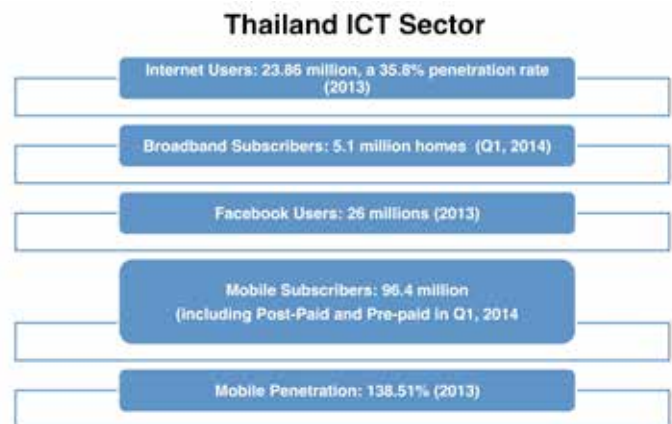 Thailand ICT Sector
Internet Users: 23.86 million, a 35.8% penetration rate
(2013)
Broadband Subscribers: 5.1 million homes (Q1, 2014)
Facebook Users: 26 millions (2013)
Mobile Subscribers: 96.4 million
(including Post-Paid and Pre-paid in Q1, 2014
Mobile Penetration: 138.51% (2013)